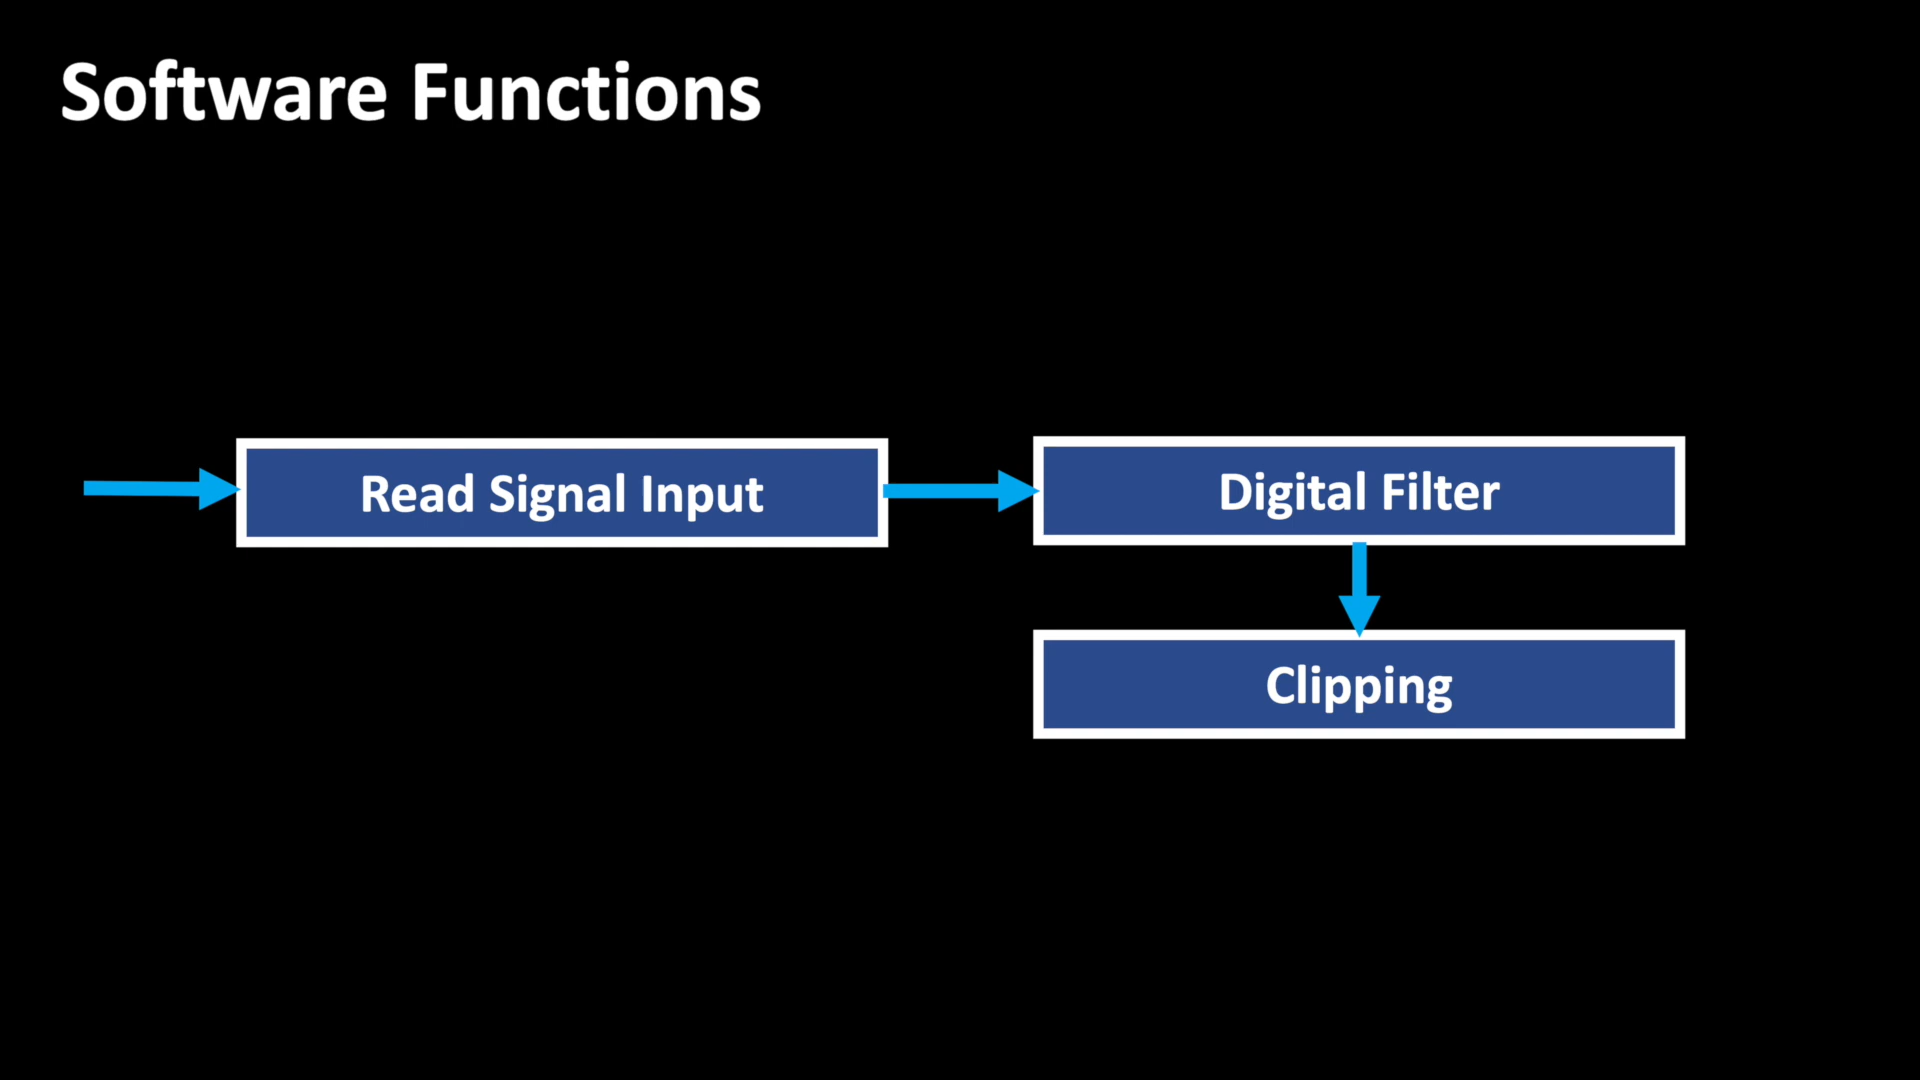 Software Functions
Read Signal Input
Digital Filter
Clipping